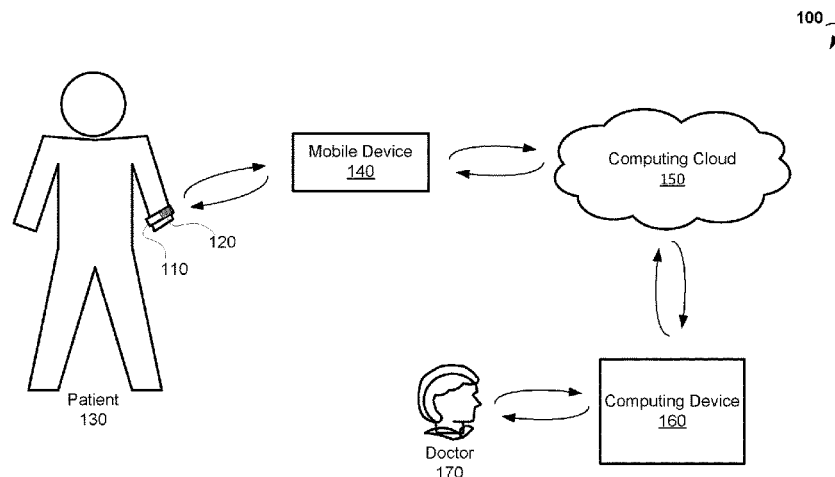 100
Mobile Device
140
Computing Cloud
150
120
110
Patient
130
Computing Device
160
Doctor
170